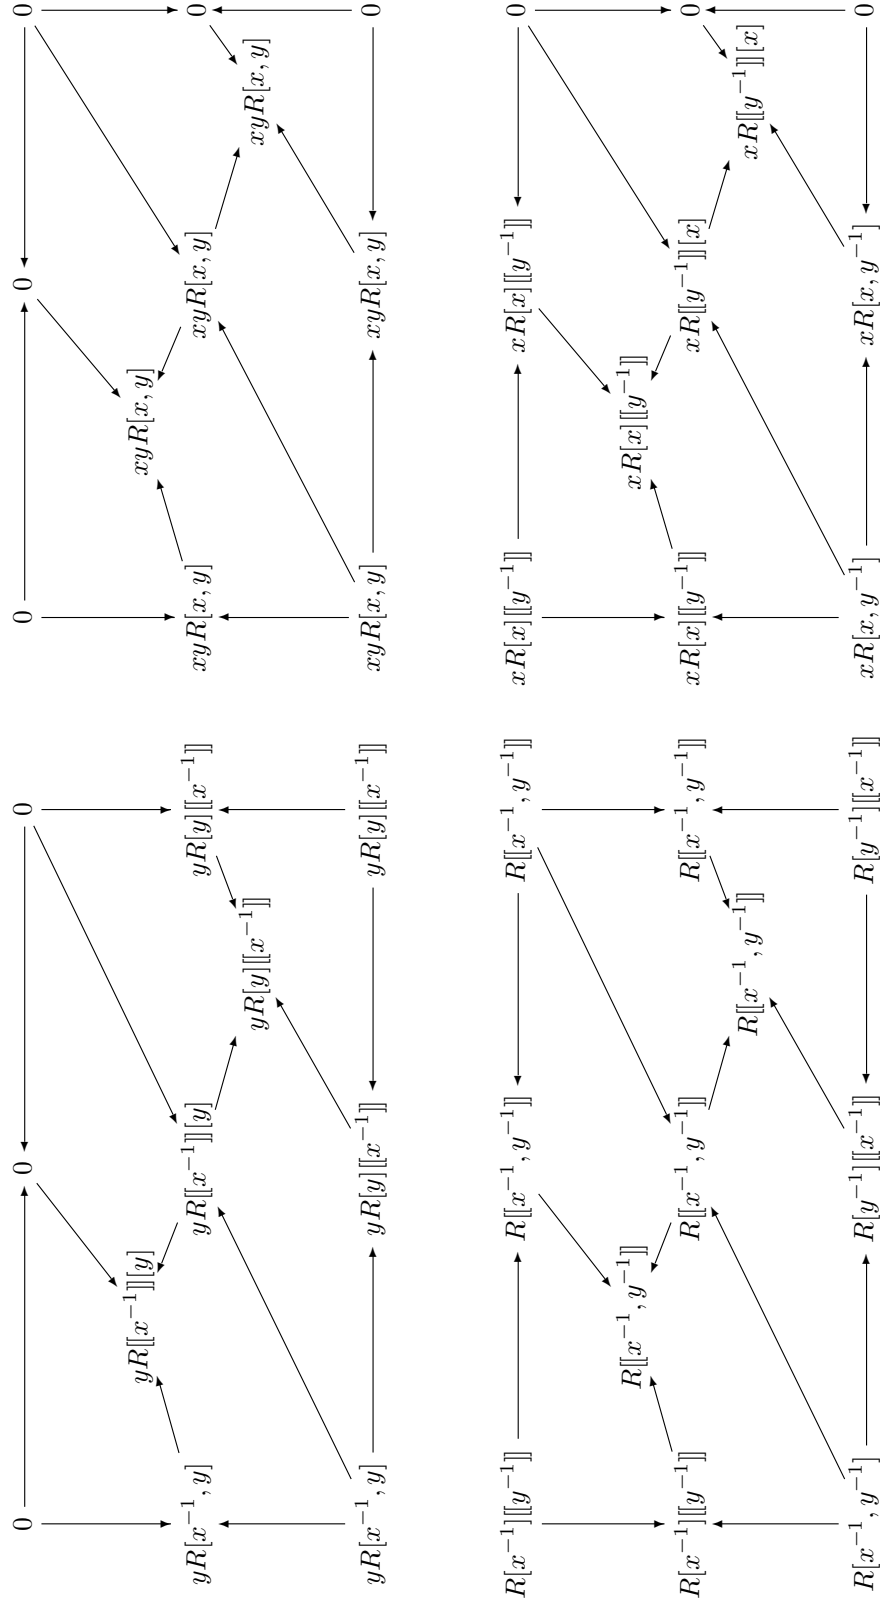 0 0 0 0 0 0
yR⟦x⁻¹⟧[y] xyR[x, y]
yR[x⁻¹, y] yR⟦x⁻¹⟧[y] yR[y]⟦x⁻¹⟧ xyR[x, y] xyR[x, y] 0
yR[y]⟦x⁻¹⟧ xyR[x, y]
yR[x⁻¹, y] yR[y]⟦x⁻¹⟧ yR[y]⟦x⁻¹⟧ xyR[x, y] xyR[x, y] 0
R[x⁻¹]⟦y⁻¹⟧ R⟦x⁻¹, y⁻¹⟧ R⟦x⁻¹, y⁻¹⟧ xR[x]⟦y⁻¹⟧ xR[x]⟦y⁻¹⟧ 0
R⟦x⁻¹, y⁻¹⟧ xR[x]⟦y⁻¹⟧
R[x⁻¹]⟦y⁻¹⟧ R⟦x⁻¹, y⁻¹⟧ R⟦x⁻¹, y⁻¹⟧ xR[x]⟦y⁻¹⟧ xR⟦y⁻¹⟧[x] 0
R⟦x⁻¹, y⁻¹⟧ xR⟦y⁻¹⟧[x]
R[x⁻¹, y⁻¹] R[y⁻¹]⟦x⁻¹⟧ R[y⁻¹]⟦x⁻¹⟧ xR[x, y⁻¹] xR[x, y⁻¹] 0